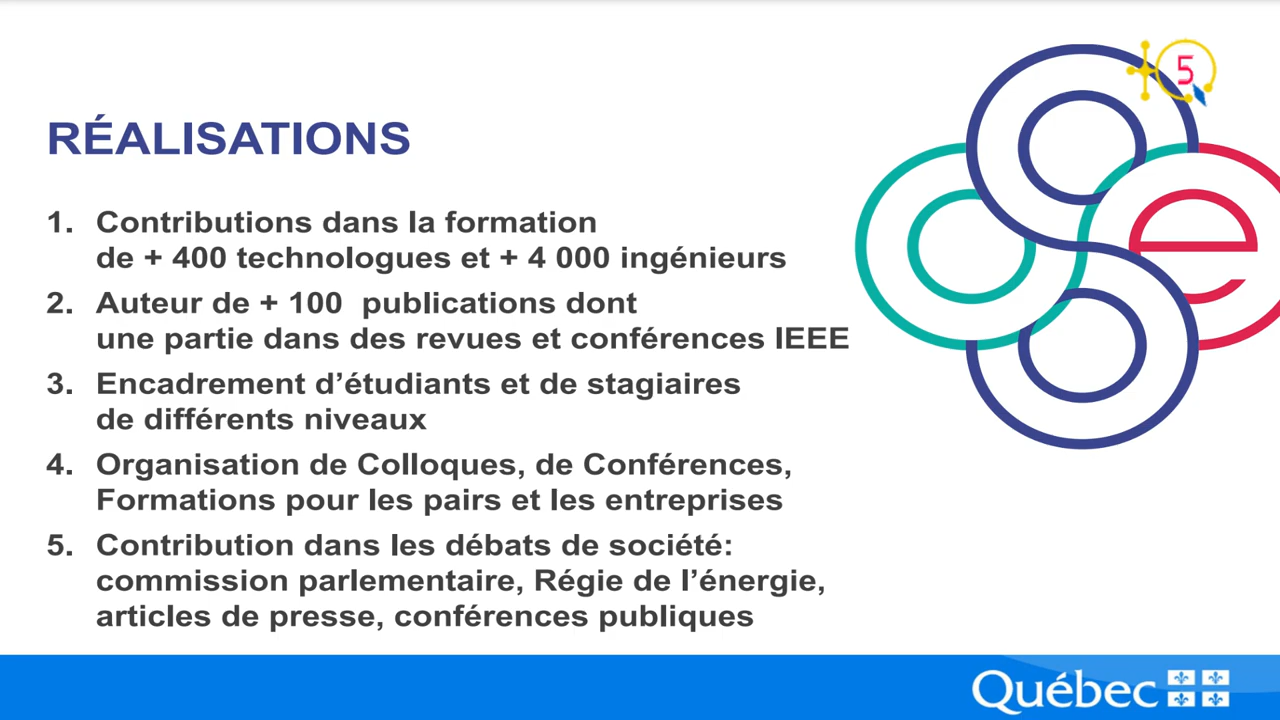 5
RÉALISATIONS
1. Contributions dans la formation
de + 400 technologues et + 4 000 ingénieurs
2. Auteur de + 100 publications dont
une partie dans des revues et conférences IEEE
3. Encadrement d’étudiants et de stagiaires
de différents niveaux
4. Organisation de Colloques, de Conférences,
Formations pour les pairs et les entreprises
5. Contribution dans les débats de société:
commission parlementaire, Régie de l’énergie,
articles de presse, conférences publiques
e
Québec